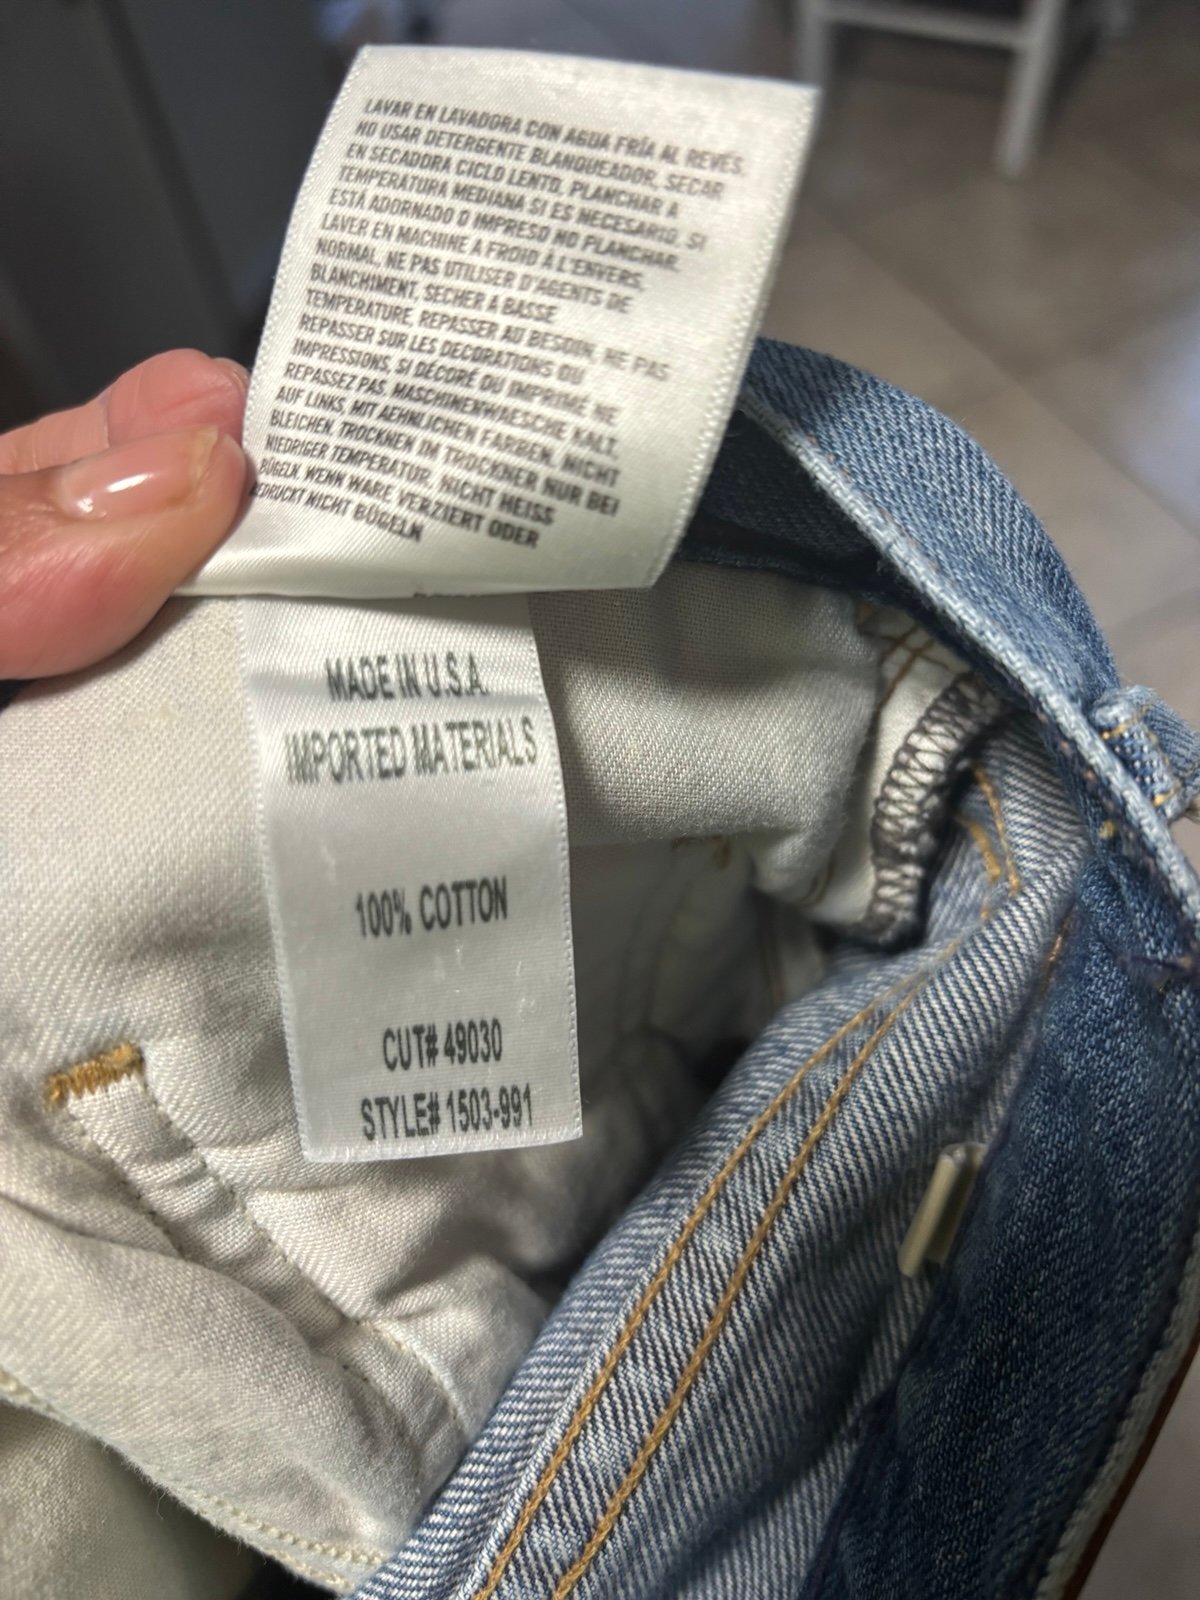 LAVAR EN LAVADORA CON AGUA FRÍA AL REVES.
NO USAR DETERGENTE BLANQUEADOR, SECAR
EN SECADORA CICLO LENTO. PLANCHAR A
TEMPERATURA MEDIANA SI ES NECESARIO. SI
ESTÁ ADORNADO O IMPRESO NO PLANCHAR.
LAVER EN MACHINE A FROID À L'ENVERS.
NORMAL. NE PAS UTILISER D'AGENTS DE
BLANCHIMENT, SECHER A BASSE
TEMPERATURE, REPASSER AU BESOIN, NE PAS
REPASSER SUR LES DECORATIONS OU
IMPRESSIONS, SI DÉCORÉ OU IMPRIMÉ NE
REPASSEZ PAS. MASCHINENWAESCHE KALT.
AUF LINKS, MIT AEHNLICHEN FARBEN, NICHT
BLEICHEN. TROCKNEN IM TROCKNER NUR BEI
NIEDRIGER TEMPERATUR, NICHT HEISS
BÜGELN. WENN WARE VERZIERT ODER
EDRUCKT NICHT BÜGELN
MADE IN U.S.A.
IMPORTED MATERIALS
100% COTTON
CUT# 49030
STYLE# 1503-991